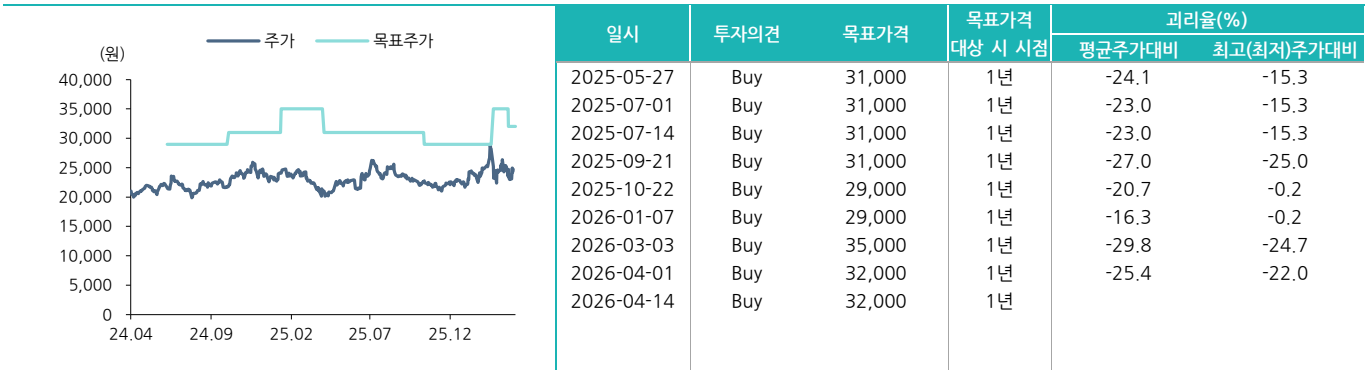 주가 목표주가
(원)
40,000
35,000
30,000
25,000
20,000
15,000
10,000
5,000
0
24.04 24.09 25.02 25.07 25.12
일시 투자의견 목표가격 목표가격 대상 시 시점 괴리율(%)
평균주가대비 최고(최저)주가대비
2025-05-27 Buy 31,000 1년 -24.1 -15.3
2025-07-01 Buy 31,000 1년 -23.0 -15.3
2025-07-14 Buy 31,000 1년 -23.0 -15.3
2025-09-21 Buy 31,000 1년 -27.0 -25.0
2025-10-22 Buy 29,000 1년 -20.7 -0.2
2026-01-07 Buy 29,000 1년 -16.3 -0.2
2026-03-03 Buy 35,000 1년 -29.8 -24.7
2026-04-01 Buy 32,000 1년 -25.4 -22.0
2026-04-14 Buy 32,000 1년